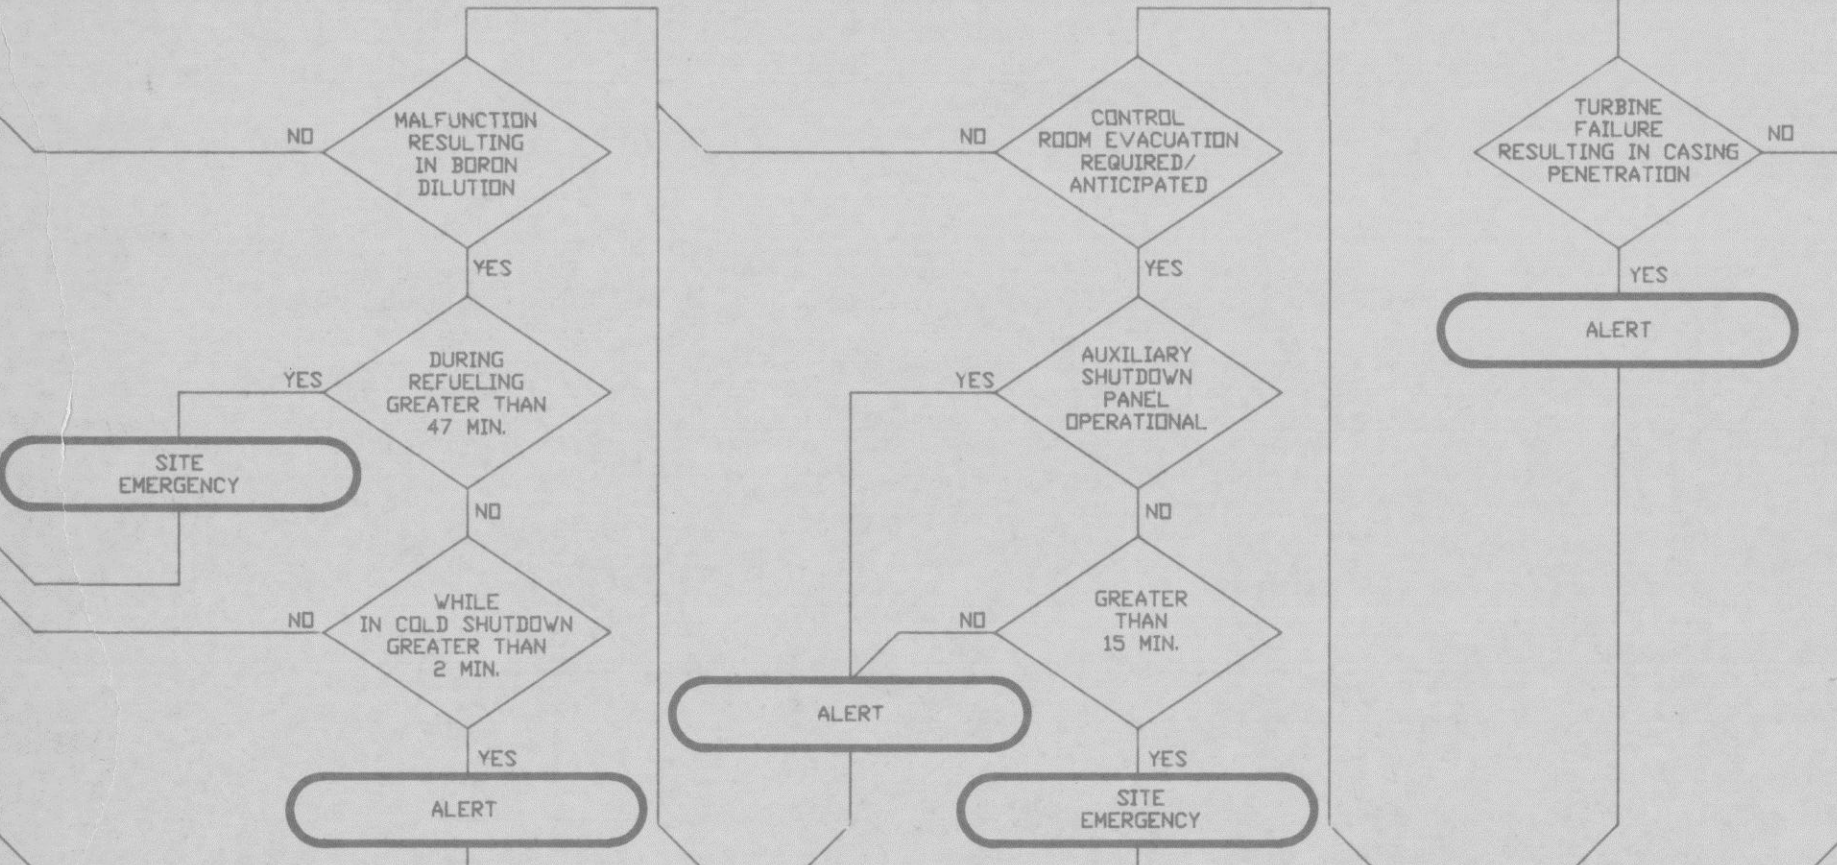 MALFUNCTION
RESULTING
IN BORON
DILUTION
NO
YES
DURING
REFUELING
GREATER THAN
47 MIN.
YES
SITE
EMERGENCY
NO
WHILE
IN COLD SHUTDOWN
GREATER THAN
2 MIN.
NO
YES
ALERT
CONTROL
ROOM EVACUATION
REQUIRED/
ANTICIPATED
NO
YES
AUXILIARY
SHUTDOWN
PANEL
OPERATIONAL
YES
NO
GREATER
THAN
15 MIN.
NO
ALERT
YES
SITE
EMERGENCY
TURBINE
FAILURE
RESULTING IN CASING
PENETRATION
NO
YES
ALERT